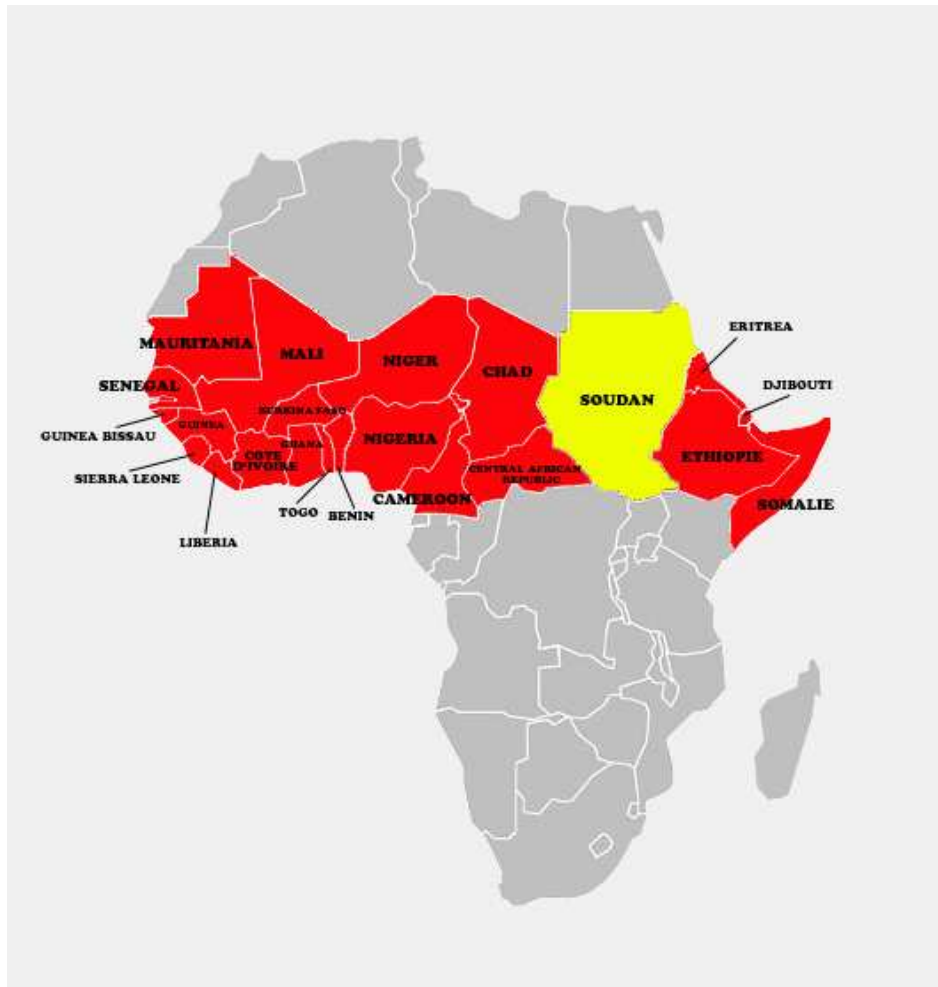 ERITREA
MAURITANIA
MALI
NIGER
CHAD
DJIBOUTI
SENEGAL
SOUDAN
BURKINA FASO
GUINEA
GUINEA BISSAU
NIGERIA
GHANA
COTE
D'IVOIRE
ETHIOPIE
CENTRAL AFRICAN
REPUBLIC
SIERRA LEONE
CAMEROON
SOMALIE
TOGO
BENIN
LIBERIA